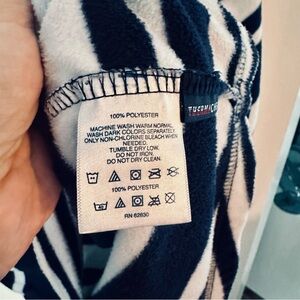 100% POLYESTER
MACHINE WASH WARM NORMAL.
WASH DARK COLORS SEPARATELY.
ONLY NON-CHLORINE BLEACH WHEN
NEEDED.
TUMBLE DRY LOW.
DO NOT IRON.
DO NOT DRY CLEAN.
100% POLYESTER
RN 62630